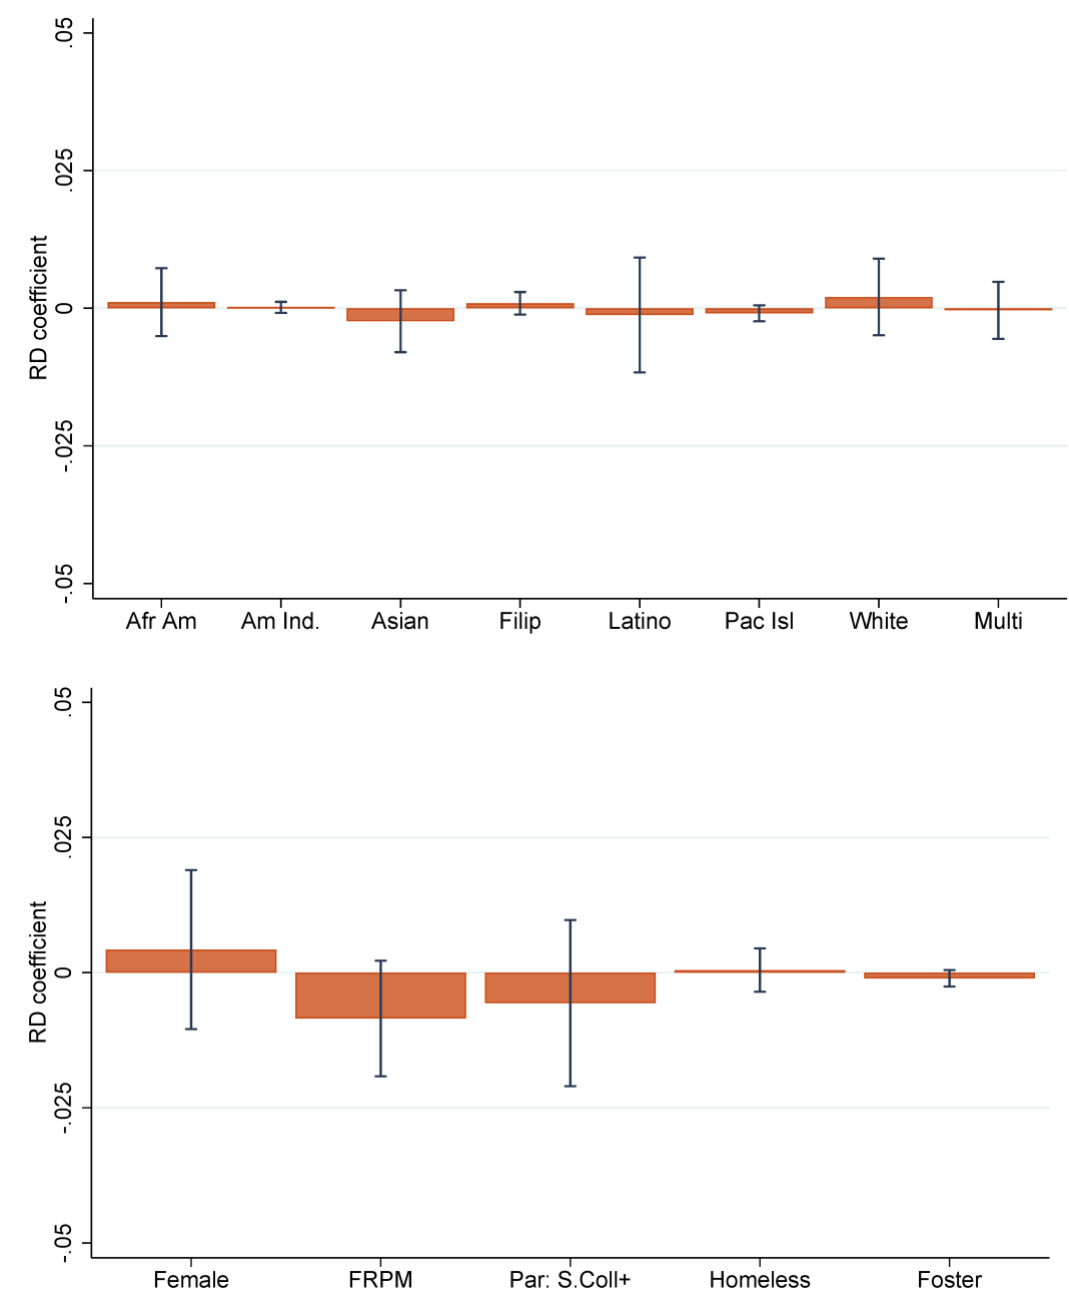 .05
.025
0
-.025
-.05
RD coefficient
Afr Am Am Ind. Asian Filip Latino Pac Isl White Multi
.05
.025
0
-.025
-.05
RD coefficient
Female FRPM Par: S.Coll+ Homeless Foster